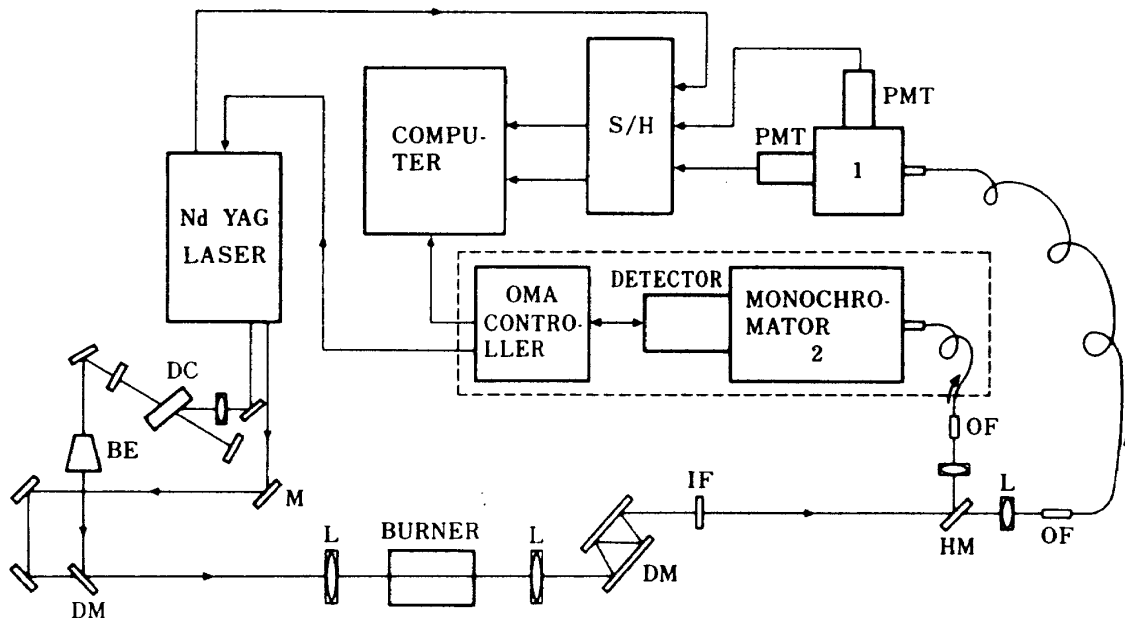 PMT
COMPU-
TER
S/H
PMT
1
Nd YAG
LASER
OMA
CONTRO-
LLER
DETECTOR
MONOCHRO-
MATOR
2
DC
BE
OF
M
IF
L
HM
OF
L
BURNER
L
DM
DM